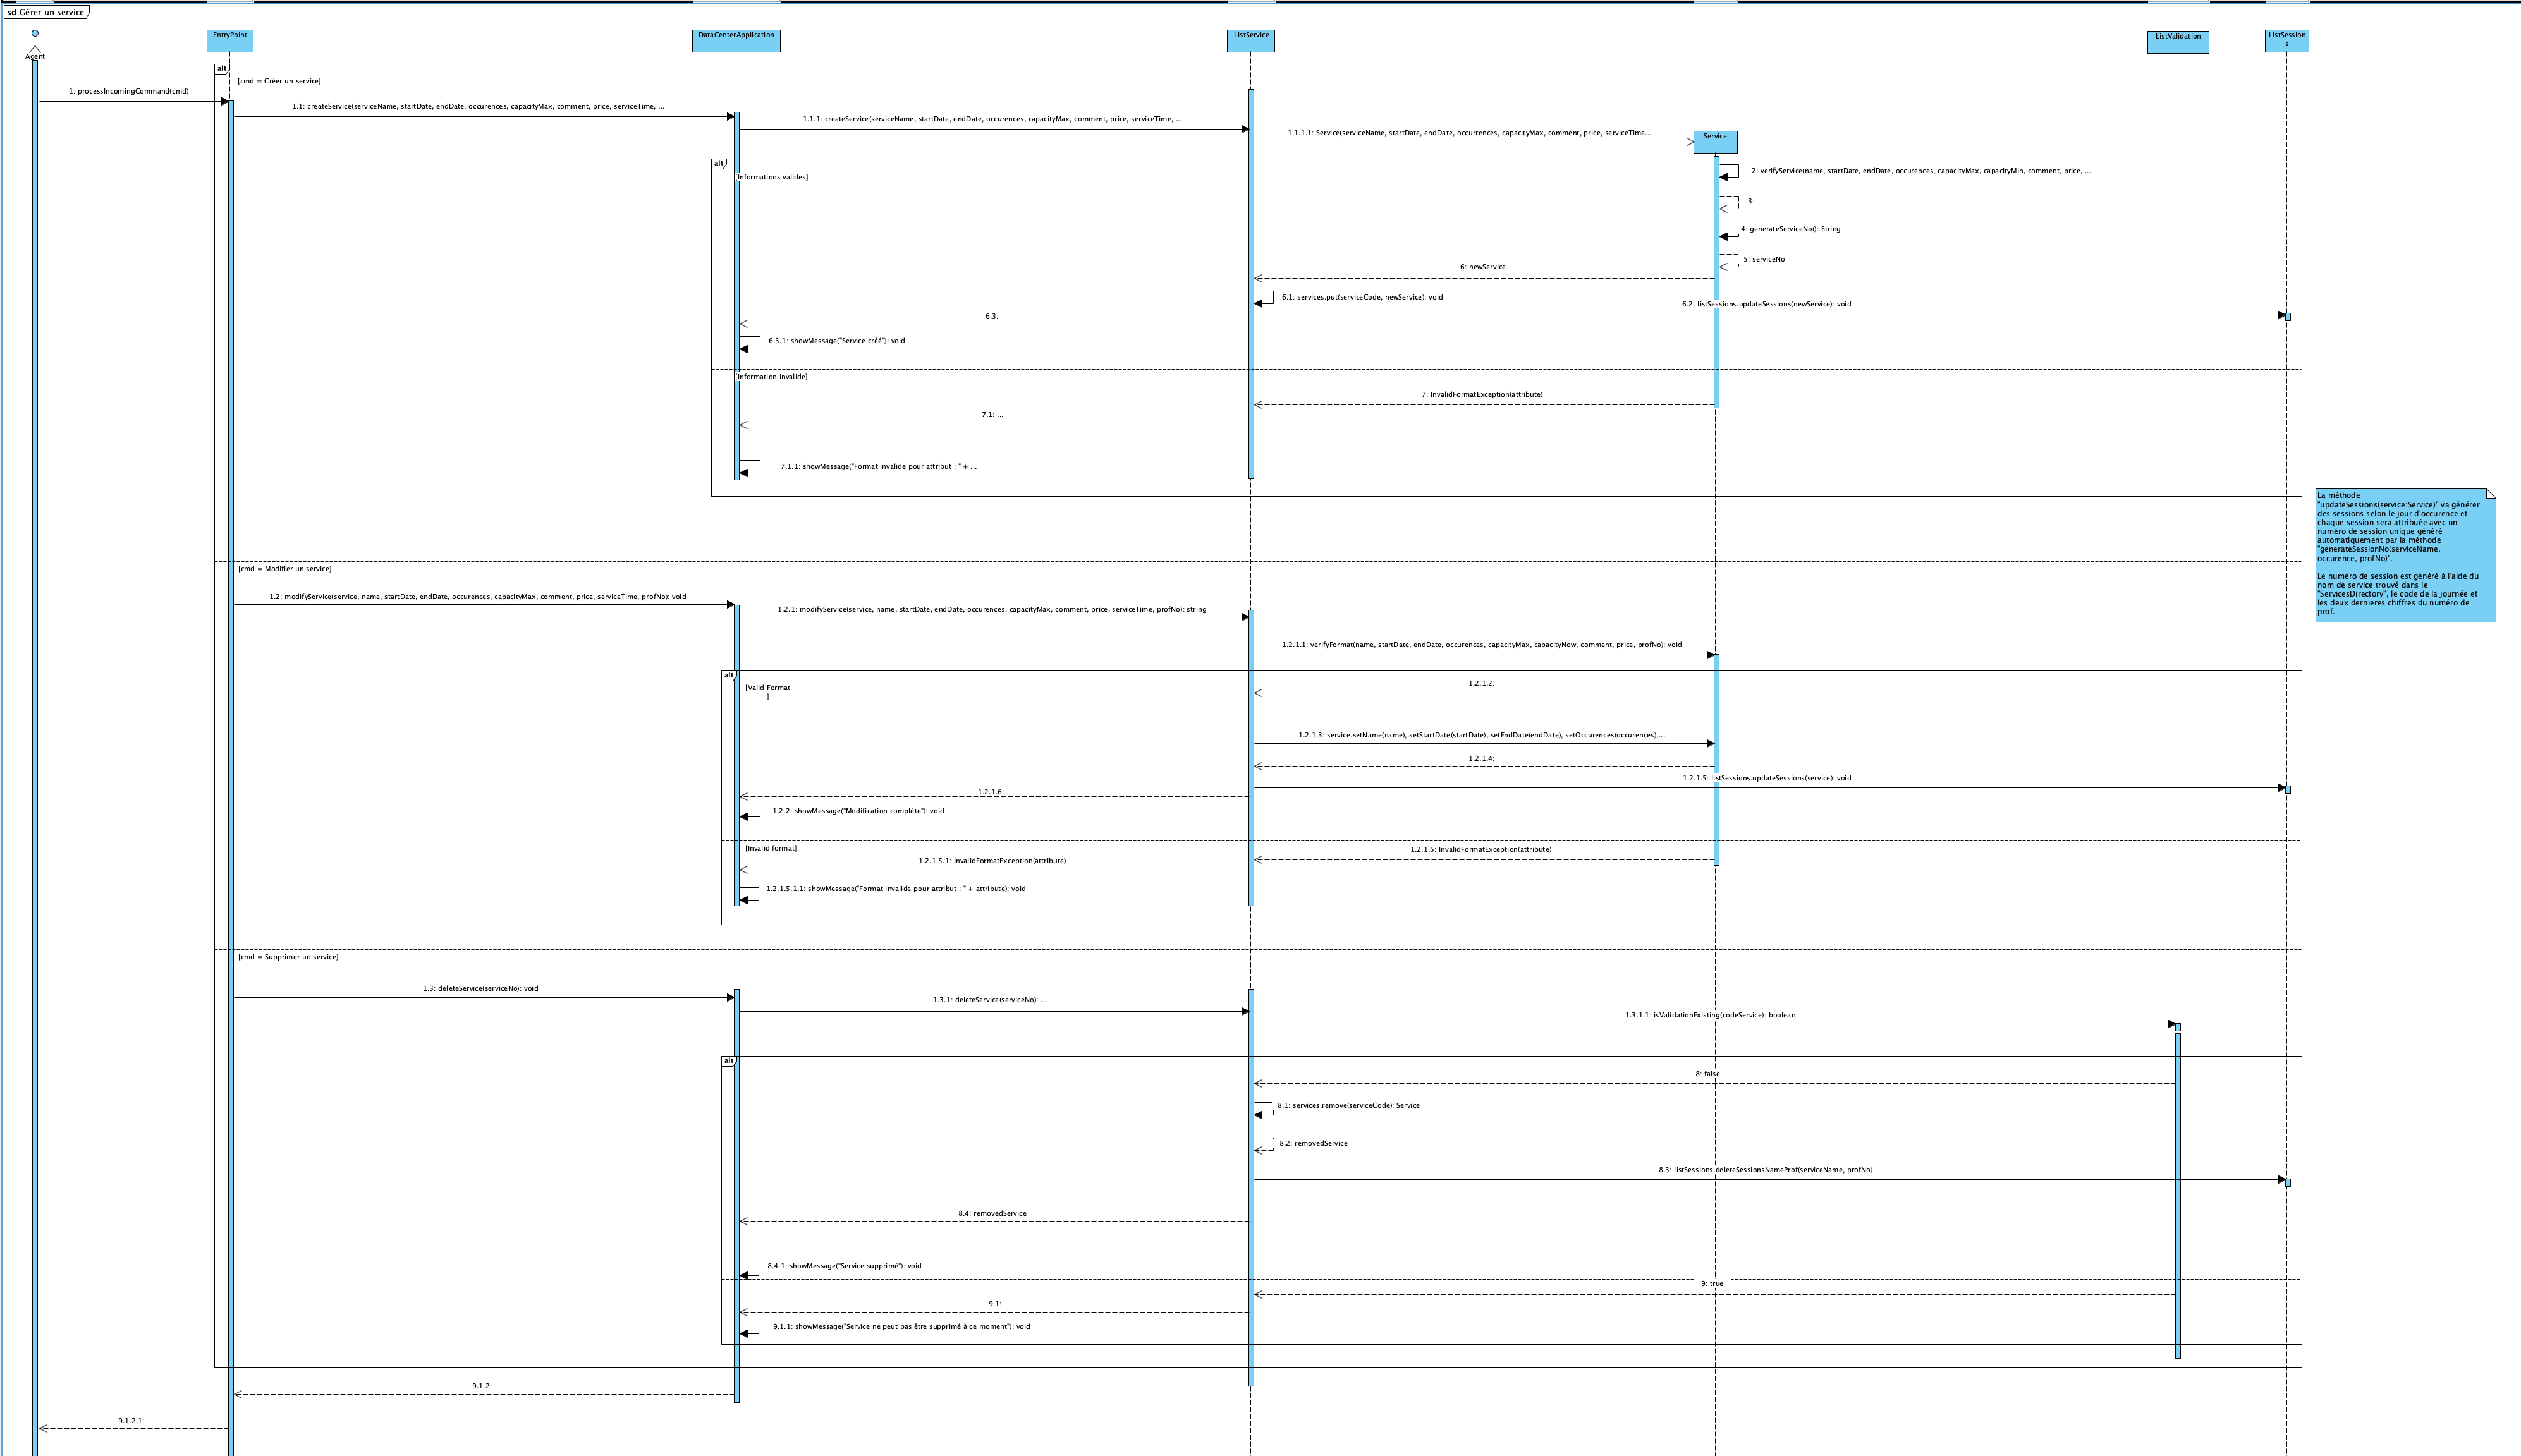 sd Gérer un service
Agent
EntryPoint
DataCenterApplication
ListService
ListValidation
ListSession
s
alt
[cmd = Créer un service]
1: processIncomingCommand(cmd)
1.1: createService(serviceName, startDate, endDate, occurences, capacityMax, comment, price, serviceTime, ...
1.1.1: createService(serviceName, startDate, endDate, occurences, capacityMax, comment, price, serviceTime, ...
1.1.1.1: Service(serviceName, startDate, endDate, occurrences, capacityMax, comment, price, serviceTime...
Service
alt
[Informations valides]
2: verifyService(name, startDate, endDate, occurences, capacityMax, capacityMin, comment, price, ...
3:
4: generateServiceNo(): String
5: serviceNo
6: newService
6.1: services.put(serviceCode, newService): void
6.2: listSessions.updateSessions(newService): void
6.3:
6.3.1: showMessage("Service créé"): void
[Information invalide]
7: InvalidFormatException(attribute)
7.1: ...
7.1.1: showMessage("Format invalide pour attribut : " + ...
La méthode
"updateSessions(service:Service)" va générer
des sessions selon le jour d'occurence et
chaque session sera attribuée avec un
numéro de session unique généré
automatiquement par la méthode
"generateSessionNo(serviceName,
occurence, profNo)".
Le numéro de session est généré à l'aide du
nom de service trouvé dans le
"ServicesDirectory", le code de la journée et
les deux dernieres chiffres du numéro de
prof.
[cmd = Modifier un service]
1.2: modifyService(service, name, startDate, endDate, occurences, capacityMax, comment, price, serviceTime, profNo): void
1.2.1: modifyService(service, name, startDate, endDate, occurences, capacityMax, comment, price, serviceTime, profNo): string
1.2.1.1: verifyFormat(name, startDate, endDate, occurences, capacityMax, capacityNow, comment, price, profNo): void
alt
[Valid Format
]
1.2.1.2:
1.2.1.3: service.setName(name),.setStartDate(startDate),.setEndDate(endDate), setOccurences(occurences),...
1.2.1.4:
1.2.1.5: listSessions.updateSessions(service): void
1.2.1.6:
1.2.2: showMessage("Modification complète"): void
[Invalid format]
1.2.1.5: InvalidFormatException(attribute)
1.2.1.5.1: InvalidFormatException(attribute)
1.2.1.5.1.1: showMessage("Format invalide pour attribut : " + attribute): void
[cmd = Supprimer un service]
1.3: deleteService(serviceNo): void
1.3.1: deleteService(serviceNo): ...
1.3.1.1: isValidationExisting(codeService): boolean
alt
8: false
8.1: services.remove(serviceCode): Service
8.2: removedService
8.3: listSessions.deleteSessionsNameProf(serviceName, profNo)
8.4: removedService
8.4.1: showMessage("Service supprimé"): void
9: true
9.1:
9.1.1: showMessage("Service ne peut pas être supprimé à ce moment"): void
9.1.2:
9.1.2.1: